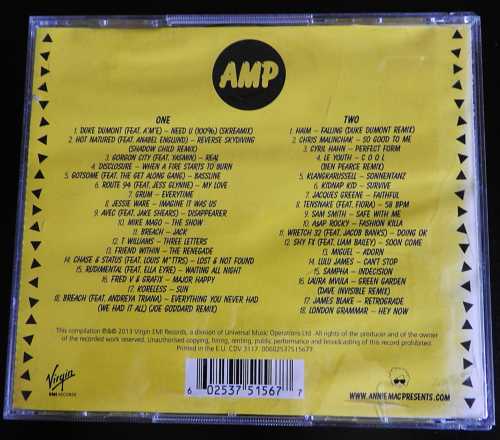 AMP
ONE
1. DUKE DUMONT (FEAT. A*M*E) – NEED U (100%) (SKREAMIX)
2. HOT NATURED (FEAT. ANABEL ENGLUND) – REVERSE SKYDIVING
(SHADOW CHILD REMIX)
3. GORGON CITY (FEAT. YASMIN) – REAL
4. DISCLOSURE – WHEN A FIRE STARTS TO BURN
5. GOTSOME (FEAT. THE GET ALONG GANG) – BASSLINE
6. ROUTE 94 (FEAT. JESS GLYNNE) – MY LOVE
7. GRUM – EVERYTIME
8. JESSIE WARE – IMAGINE IT WAS US
9. AVEC (FEAT. JAKE SHEARS) – DISAPPEARER
10. MIKE MAGO – THE SHOW
11. BREACH – JACK
12. T WILLIAMS – THREE LETTERS
13. FRIEND WITHIN – THE RENEGADE
14. CHASE & STATUS (FEAT. LOUIS M^TTRS) – LOST & NOT FOUND
15. RUDIMENTAL (FEAT. ELLA EYRE) – WAITING ALL NIGHT
16. FRED V & GRAFIX – MAJOR HAPPY
17. KORELESS – SUN
18. BREACH (FEAT. ANDREYA TRIANA) – EVERYTHING YOU NEVER HAD
(WE HAD IT ALL) (JOE GODDARD REMIX)
TWO
1. HAIM – FALLING (DUKE DUMONT REMIX)
2. CHRIS MALINCHAK – SO GOOD TO ME
3. CYRIL HAHN – PERFECT FORM
4. LE YOUTH – C O O L
(BEN PEARCE REMIX)
5. KLANGKARUSSELL – SONNENTANZ
6. KIDNAP KID – SURVIVE
7. JACQUES GREENE – FAITHFUL
8. TENSNAKE (FEAT. FIORA) – 58 BPM
9. SAM SMITH – SAFE WITH ME
10. A$AP ROCKY – FASHION KILLA
11. WRETCH 32 (FEAT. JACOB BANKS) – DOING OK
12. SHY FX (FEAT. LIAM BAILEY) – SOON COME
13. MIGUEL – ADORN
14. LULU JAMES – CAN'T STOP
15. SAMPHA – INDECISION
16. LAURA MVULA – GREEN GARDEN
(DAVE INVISIBLE REMIX)
17. JAMES BLAKE – RETROGRADE
18. LONDON GRAMMAR – HEY NOW
This compilation ℗&© 2013 Virgin EMI Records, a division of Universal Music Operations Ltd. All rights of the producer and of the owner
of the recorded work reserved. Unauthorised copying, hiring, renting, public performance and broadcasting of this record prohibited.
Printed in the E.U. CDV 3117. 00602537515677
Virgin
EMI RECORDS
6 02537 51567 7
WWW.ANNIEMACPRESENTS.COM